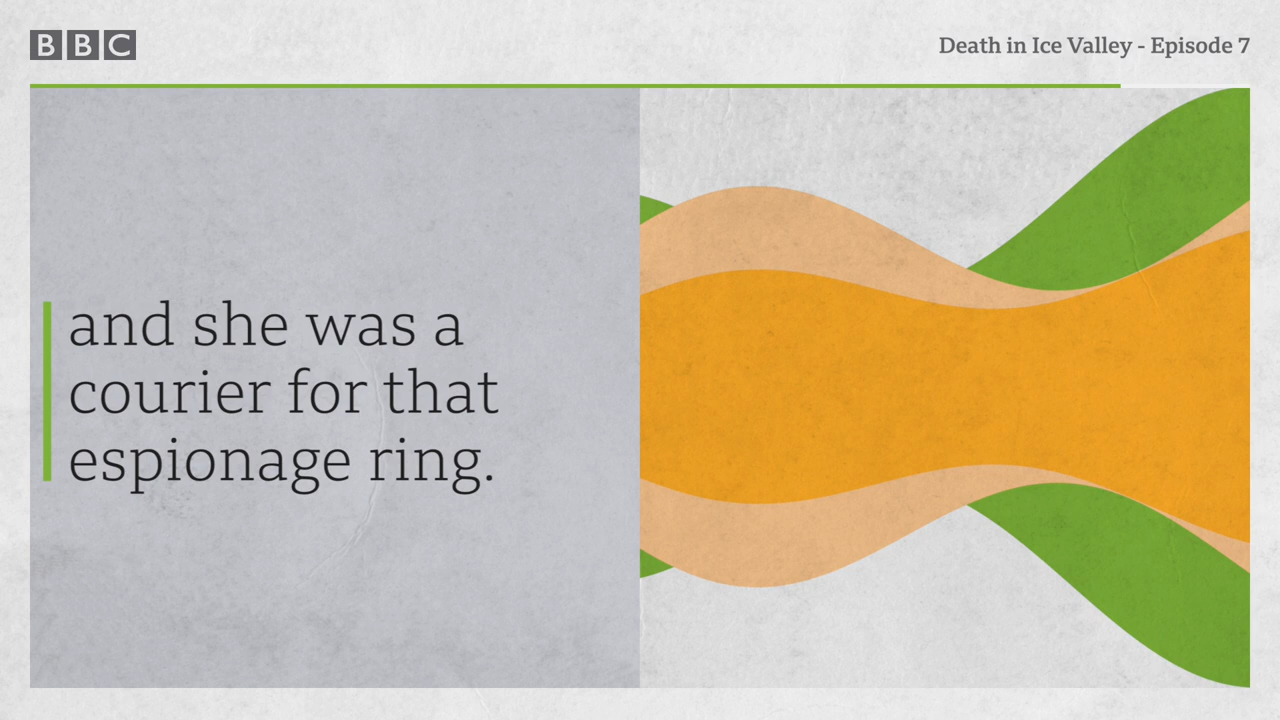 BBC
Death in Ice Valley - Episode 7
and she was a
courier for that
espionage ring.